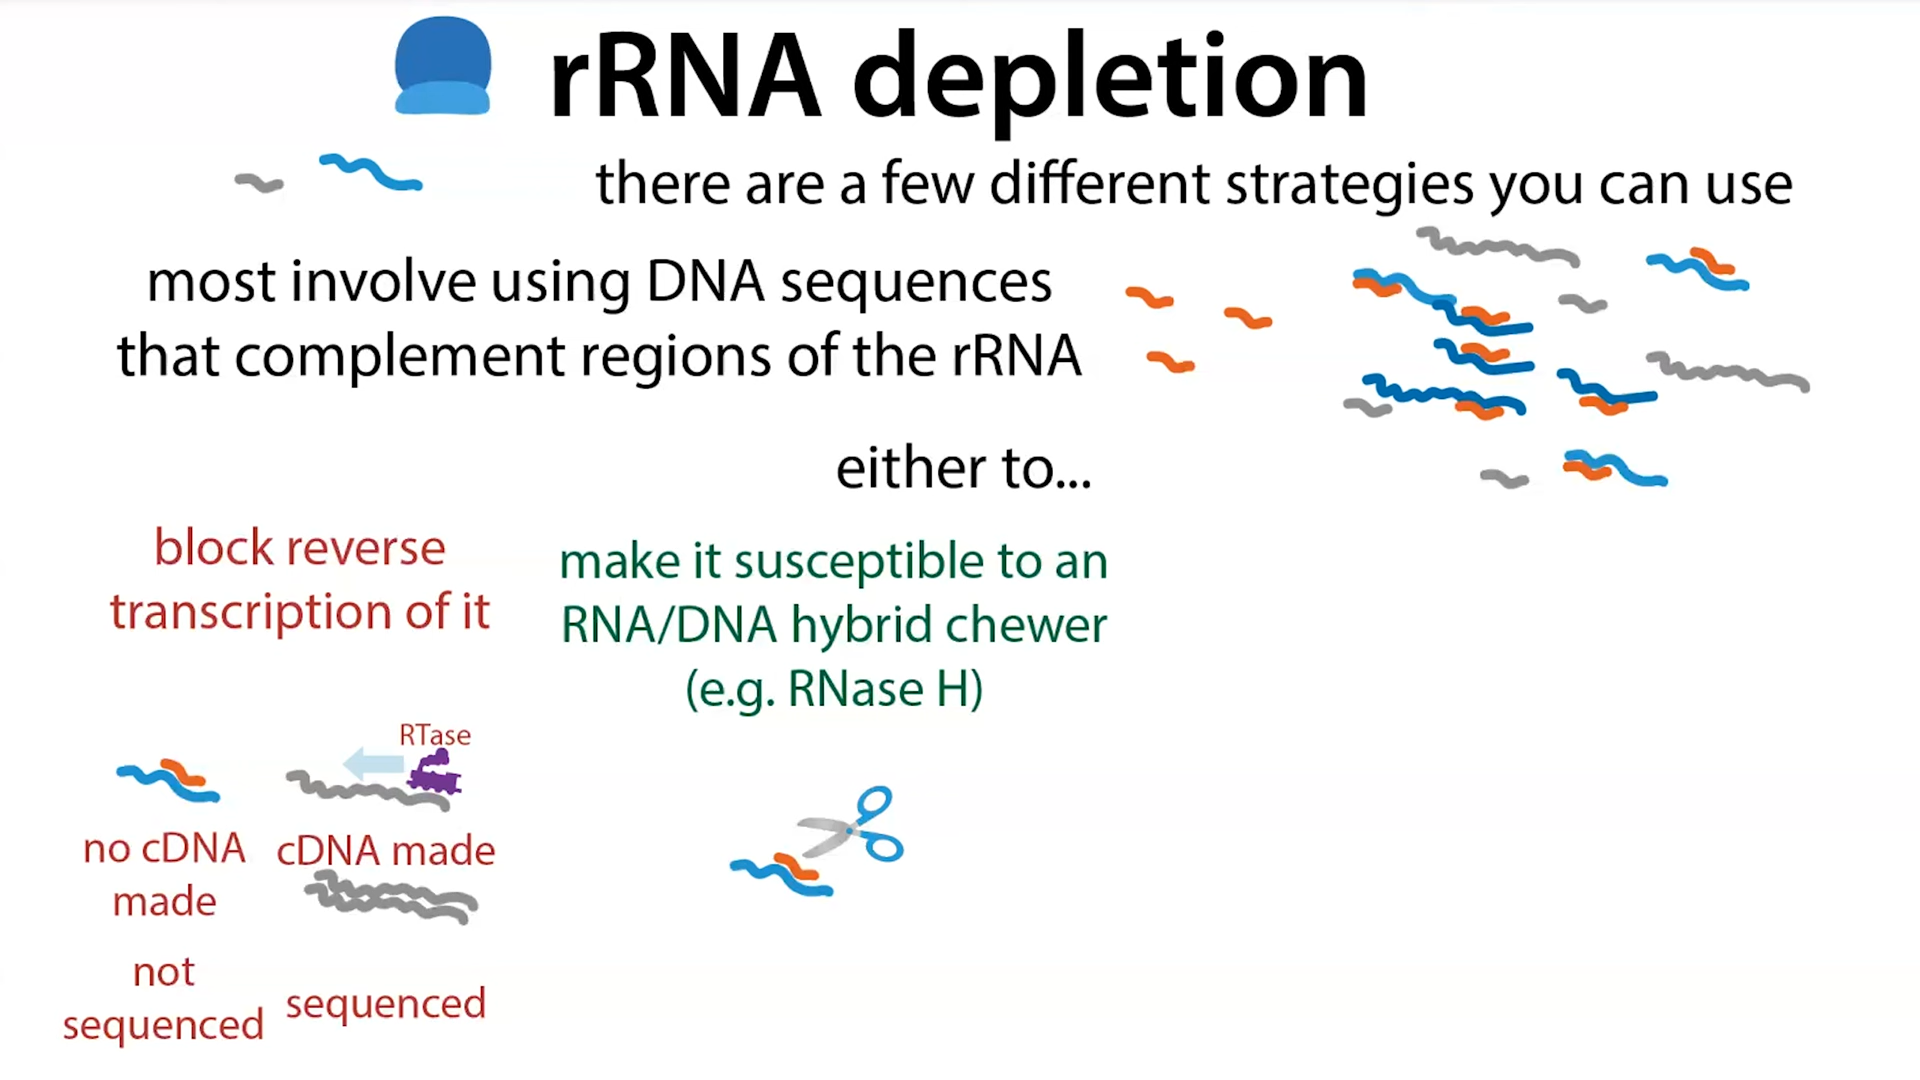 rRNA depletion
there are a few different strategies you can use
most involve using DNA sequences
that complement regions of the rRNA
either to...
block reverse
transcription of it
make it susceptible to an
RNA/DNA hybrid chewer
(e.g. RNase H)
RTase
no cDNA
made
cDNA made
not
sequenced
sequenced